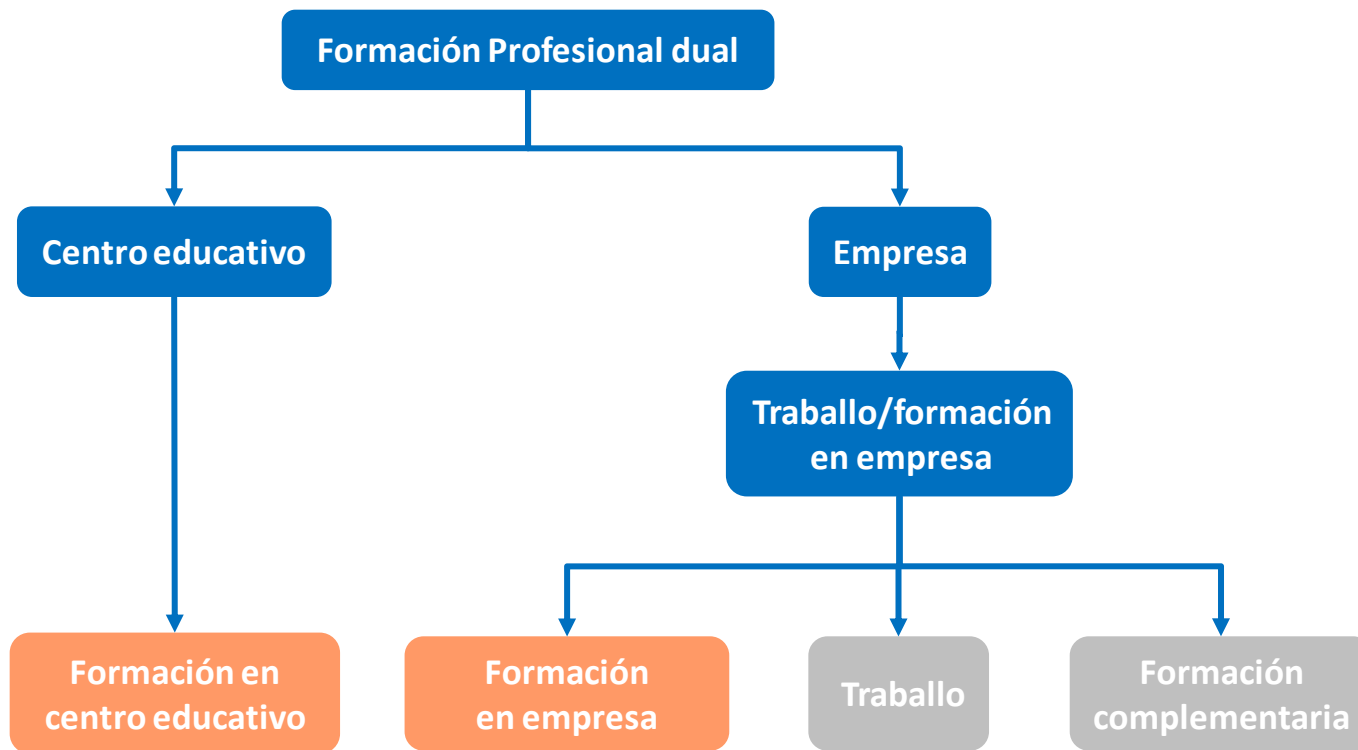 Formación Profesional dual
Centro educativo
Empresa
Traballo/formación
en empresa
Formación en
centro educativo
Formación
en empresa
Traballo
Formación
complementaria